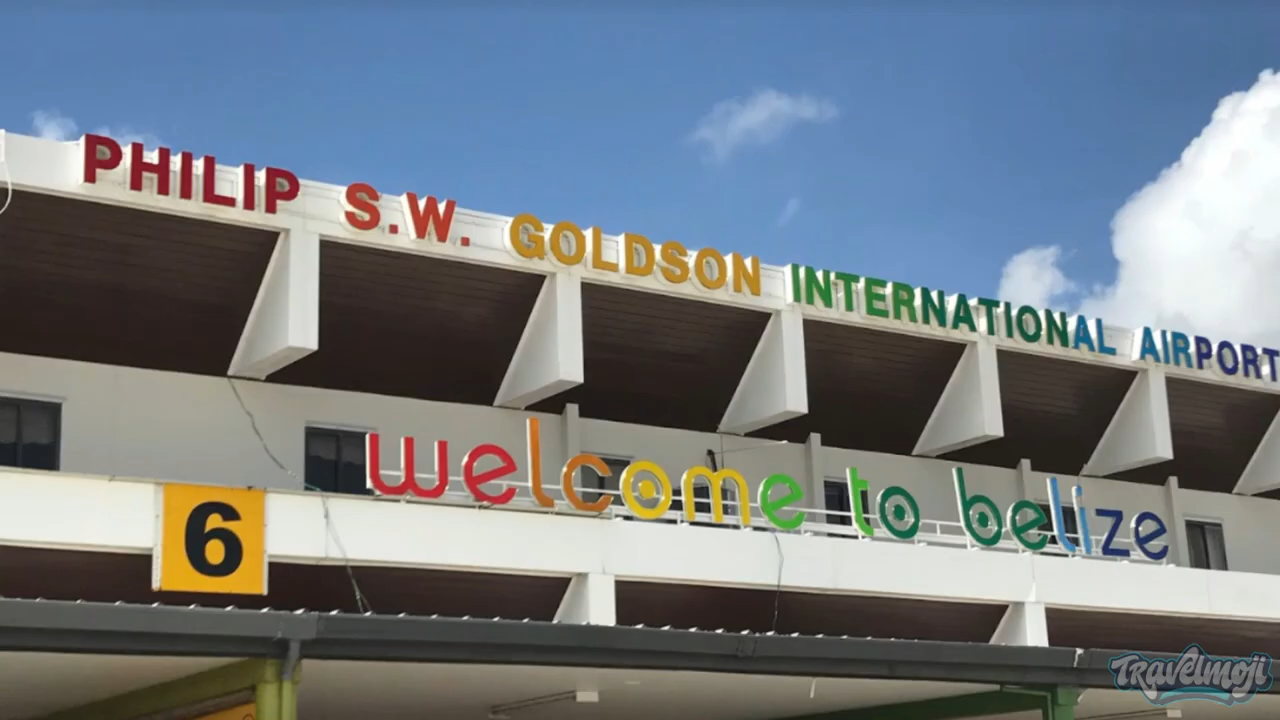 PHILIP S.W. GOLDSON INTERNATIONAL AIRPORT
welcome to belize
6
TRAVELMOJI